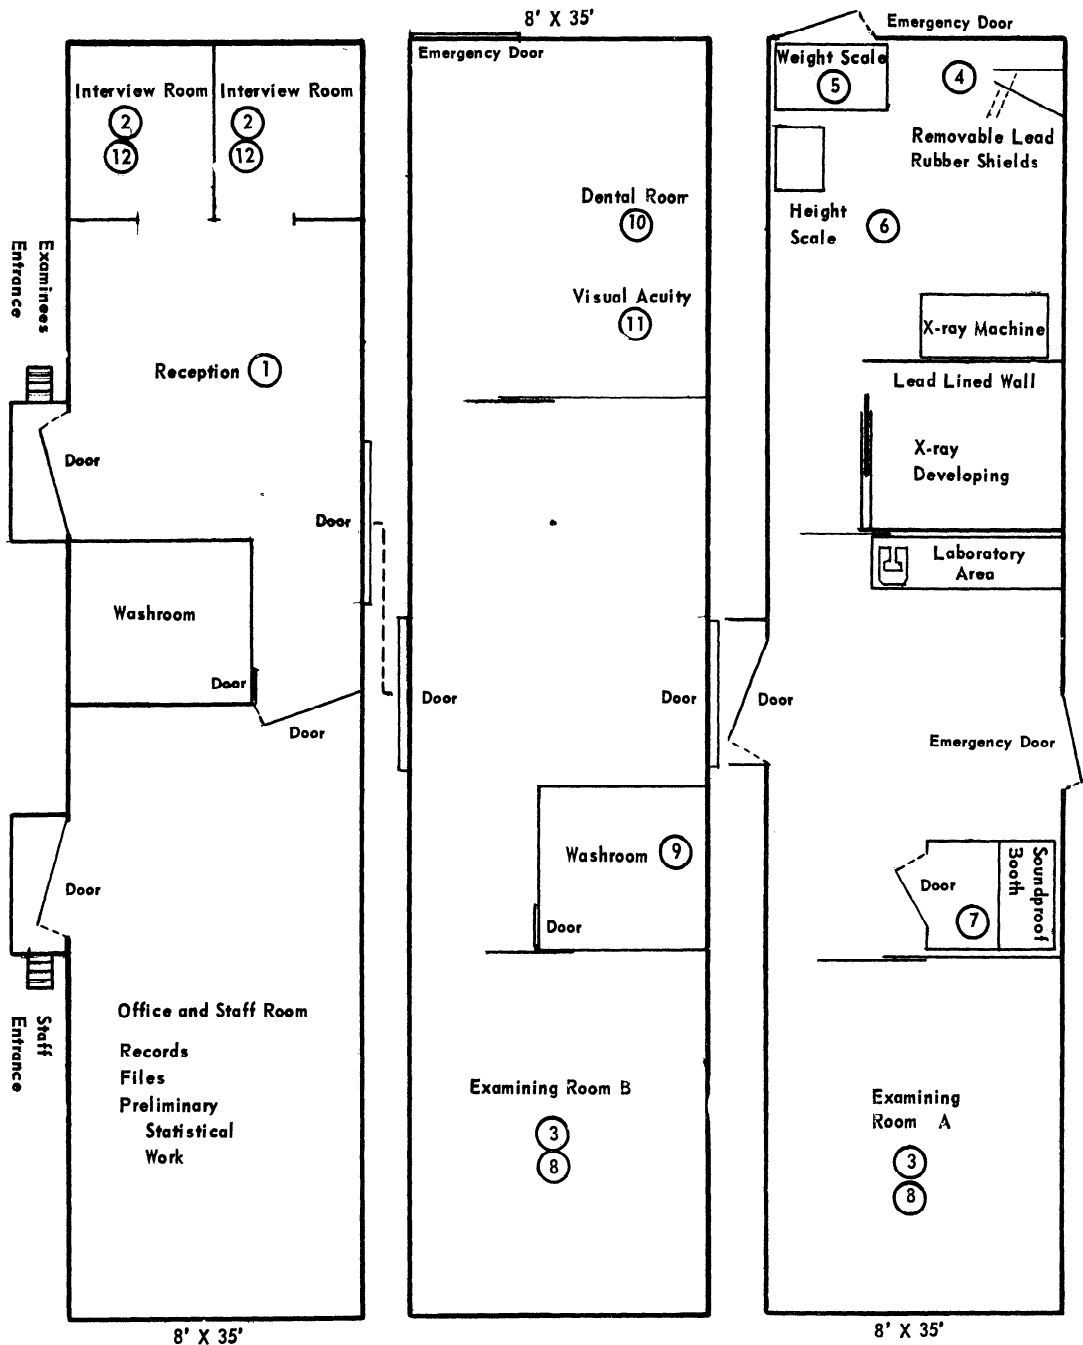 8' X 35'
Interview Room
2
12
Interview Room
2
12
Examinees
Entrance
Reception 1
Door
Door
Washroom
Door
Door
Door
Staff
Entrance
Office and Staff Room
Records
Files
Preliminary
Statistical
Work
8' X 35'
Emergency Door
Dental Room
10
Visual Acuity
11
Door
Door
Washroom 9
Door
Examining Room B
3
8
Emergency Door
Weight Scale
5
4
Removable Lead
Rubber Shields
Height
Scale
6
X-ray Machine
Lead Lined Wall
X-ray
Developing
Laboratory
Area
Door
Emergency Door
Door
7
Soundproof
Booth
Examining
Room A
3
8
8' X 35'